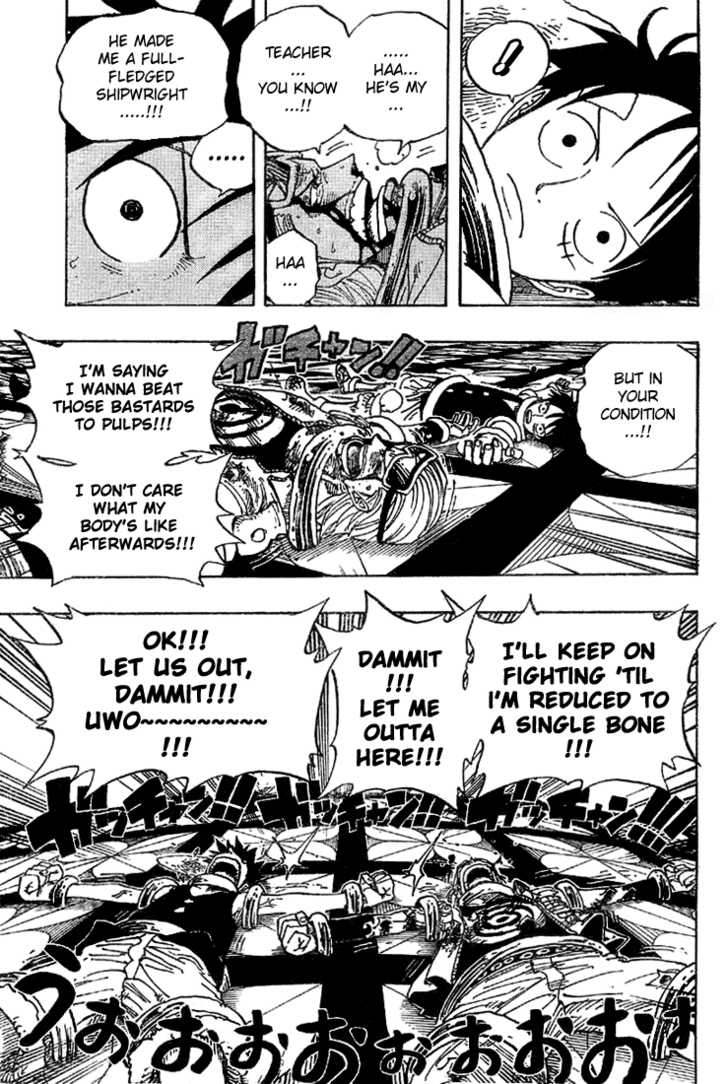 !
.....
HAA...
HE'S MY
...
TEACHER
...
YOU KNOW
...!!
HAA
...
HE MADE
ME A FULL-
FLEDGED
SHIPWRIGHT
.....!!!
.....
BUT IN
YOUR
CONDITION
...!!
ガチャン!!
I'M SAYING
I WANNA BEAT
THOSE BASTARDS
TO PULPS!!!
I DON'T CARE
WHAT MY
BODY'S LIKE
AFTERWARDS!!!
I'LL KEEP ON
FIGHTING 'TIL
I'M REDUCED TO
A SINGLE BONE
!!!
DAMMIT
!!!
LET ME
OUTTA
HERE!!!
OK!!!
LET US OUT,
DAMMIT!!!
UWO~~~~~~~~~
!!!
ガッチャン!!!
ガッチャン!!!
ガッチャン!!!
うおおおおおおおお